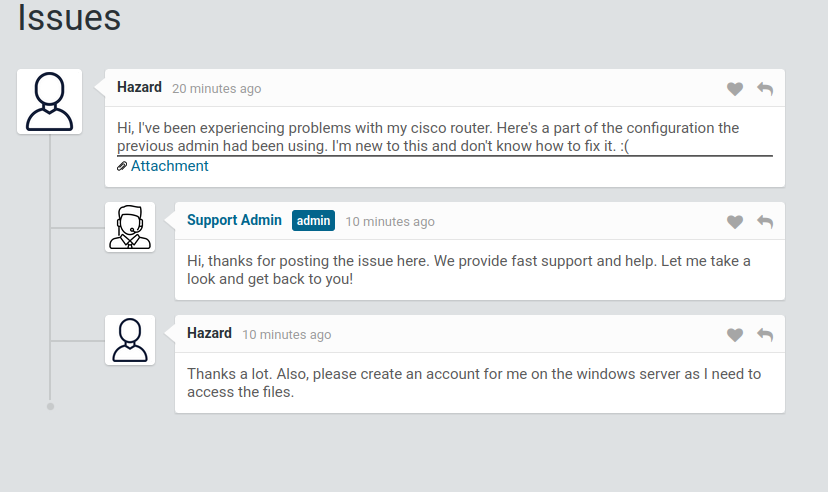 Issues
Hazard 20 minutes ago
Hi, I've been experiencing problems with my cisco router. Here's a part of the configuration the
previous admin had been using. I'm new to this and don't know how to fix it. :(
Attachment
Support Admin admin 10 minutes ago
Hi, thanks for posting the issue here. We provide fast support and help. Let me take a
look and get back to you!
Hazard 10 minutes ago
Thanks a lot. Also, please create an account for me on the windows server as I need to
access the files.